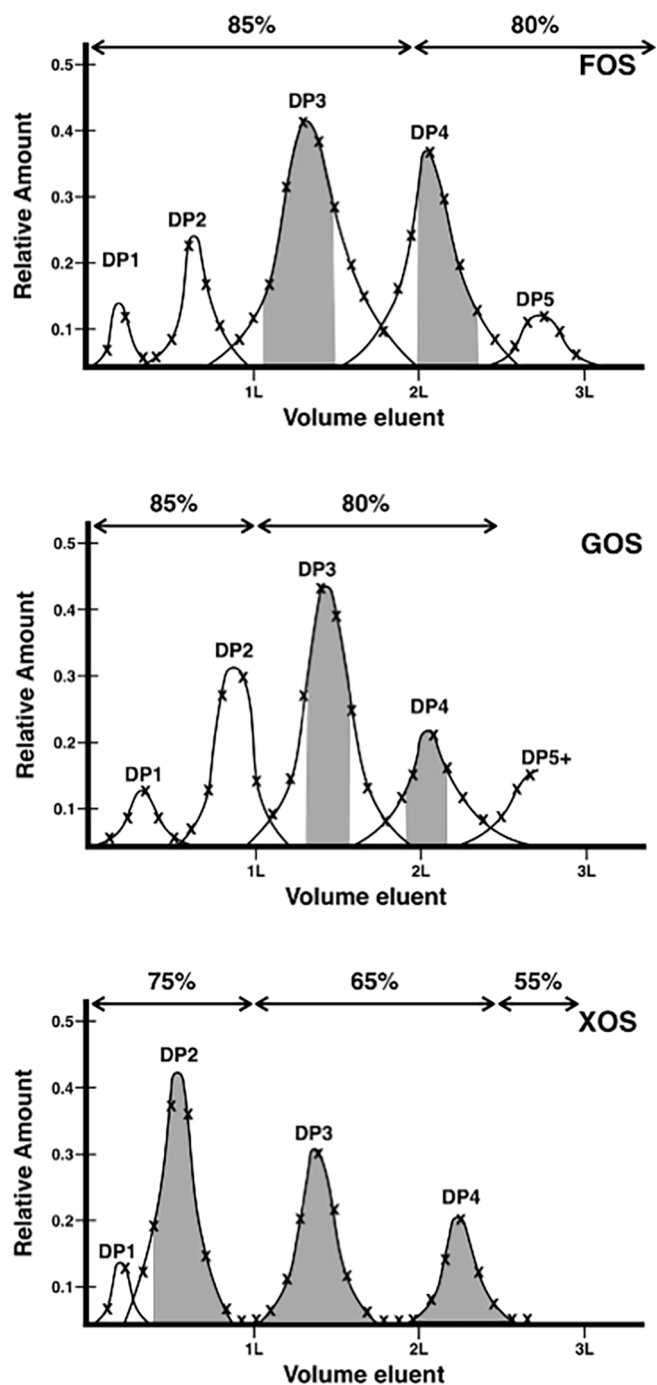 85% 80%
FOS
0.5
DP3
0.4
DP4
0.3
DP2
DP1
0.2
DP5
0.1
Relative Amount
1L 2L 3L
Volume eluent
85% 80%
GOS
0.5
DP3
0.4
DP2
0.3
DP4
0.2
DP1
DP5+
0.1
Relative Amount
1L 2L 3L
Volume eluent
75% 65% 55%
XOS
0.5
DP2
0.4
DP3
0.3
DP4
0.2
DP1
0.1
Relative Amount
1L 2L 3L
Volume eluent